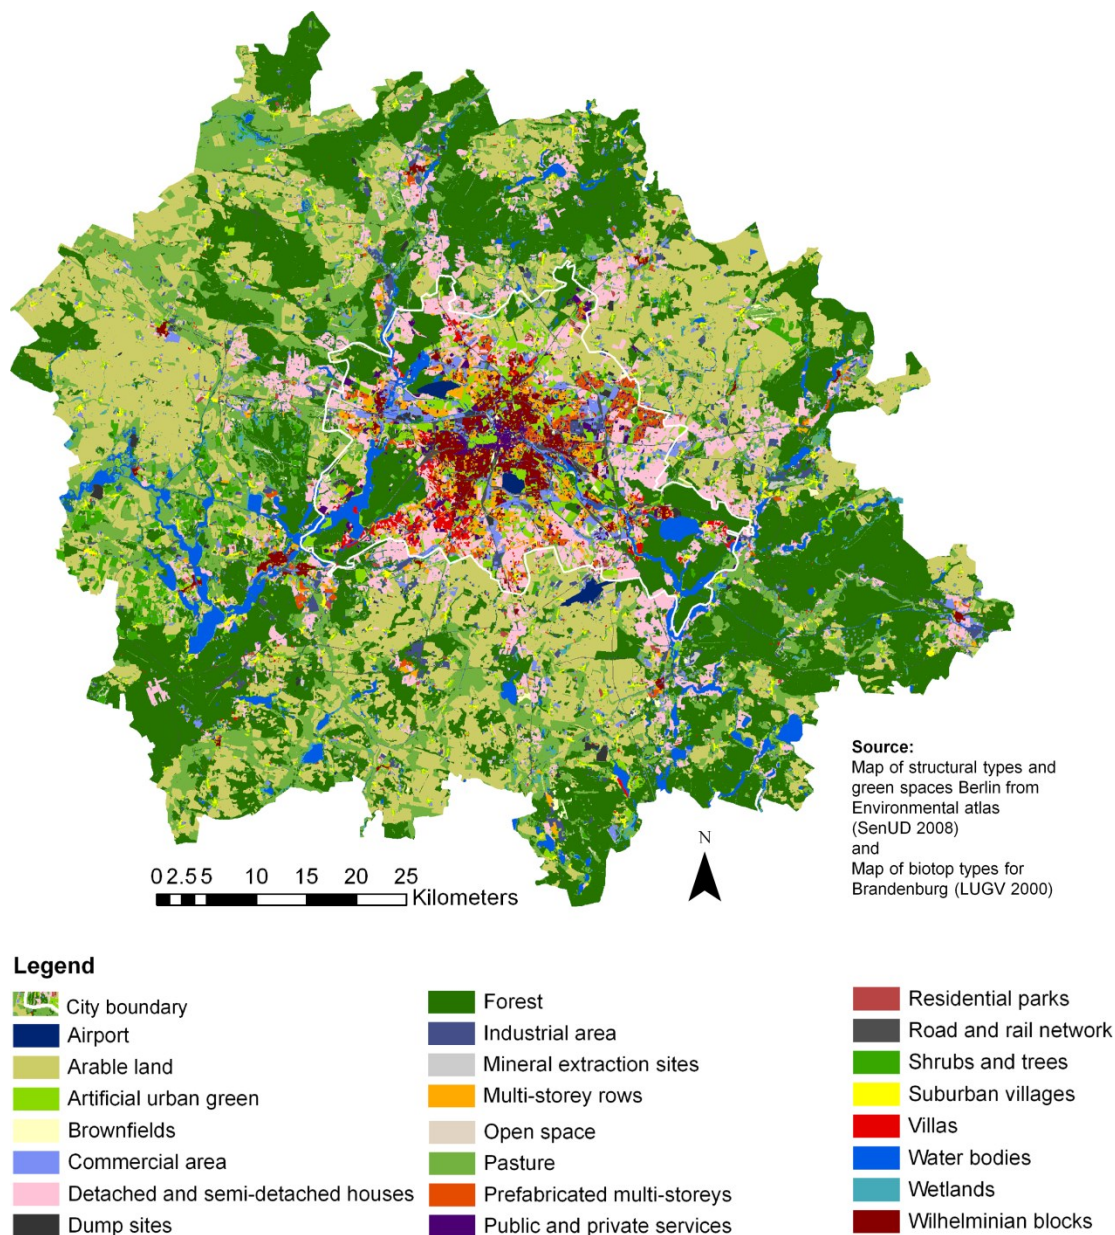 N
Source:
Map of structural types and
green spaces Berlin from
Environmental atlas
(SenUD 2008)
and
Map of biotop types for
Brandenburg (LUGV 2000)
0 2.5 5 10 15 20 25
Kilometers
Legend
City boundary
Airport
Arable land
Artificial urban green
Brownfields
Commercial area
Detached and semi-detached houses
Dump sites
Forest
Industrial area
Mineral extraction sites
Multi-storey rows
Open space
Pasture
Prefabricated multi-storeys
Public and private services
Residential parks
Road and rail network
Shrubs and trees
Suburban villages
Villas
Water bodies
Wetlands
Wilhelminian blocks